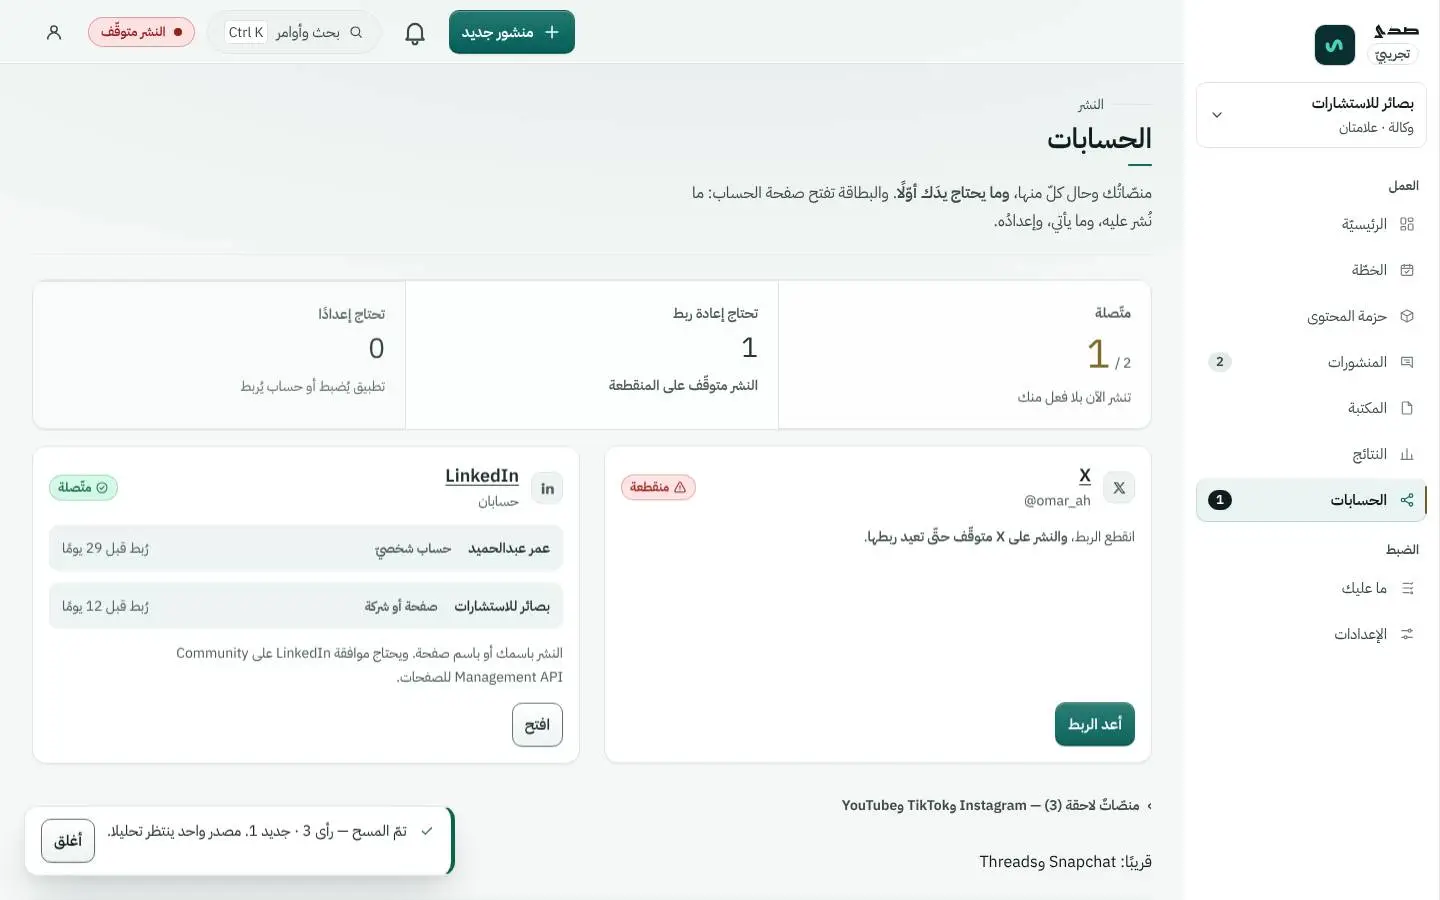 صدى
تجريبيّ
بصائر للاستشارات
وكالة · علامتان
العمل
الرئيسيّة
الخطّة
حزمة المحتوى
المنشورات 2
المكتبة
النتائج
الحسابات 1
الضبط
ما عليك
الإعدادات
منشور جديد
بحث وأوامر Ctrl K
النشر متوقّف
النشر
الحسابات
منصّاتُك وحال كلّ منها، وما يحتاج يدَك أوّلًا. والبطاقة تفتح صفحة الحساب: ما
نُشر عليه، وما يأتي، وإعدادُه.
متّصلة
1 / 2
تنشر الآن بلا فعل منك
تحتاج إعادة ربط
1
النشر متوقّف على المنقطعة
تحتاج إعدادًا
0
تطبيق يُضبط أو حساب يُربط
X
@omar_ah
منقطعة
انقطع الربط، والنشر على X متوقّف حتّى تعيد ربطها.
أعد الربط
LinkedIn
حسابان
متّصلة
عمر عبدالحميد حساب شخصيّ رُبط قبل 29 يومًا
بصائر للاستشارات صفحة أو شركة رُبط قبل 12 يومًا
النشر باسمك أو باسم صفحة. ويحتاج موافقة LinkedIn على Community
Management API للصفحات.
افتح
منصّاتٌ لاحقة (3) — Instagram وTikTok وYouTube
قريبًا: Snapchat وThreads
تمّ المسح — رأى 3 · جديد 1. مصدر واحد ينتظر تحليلا.
أغلق